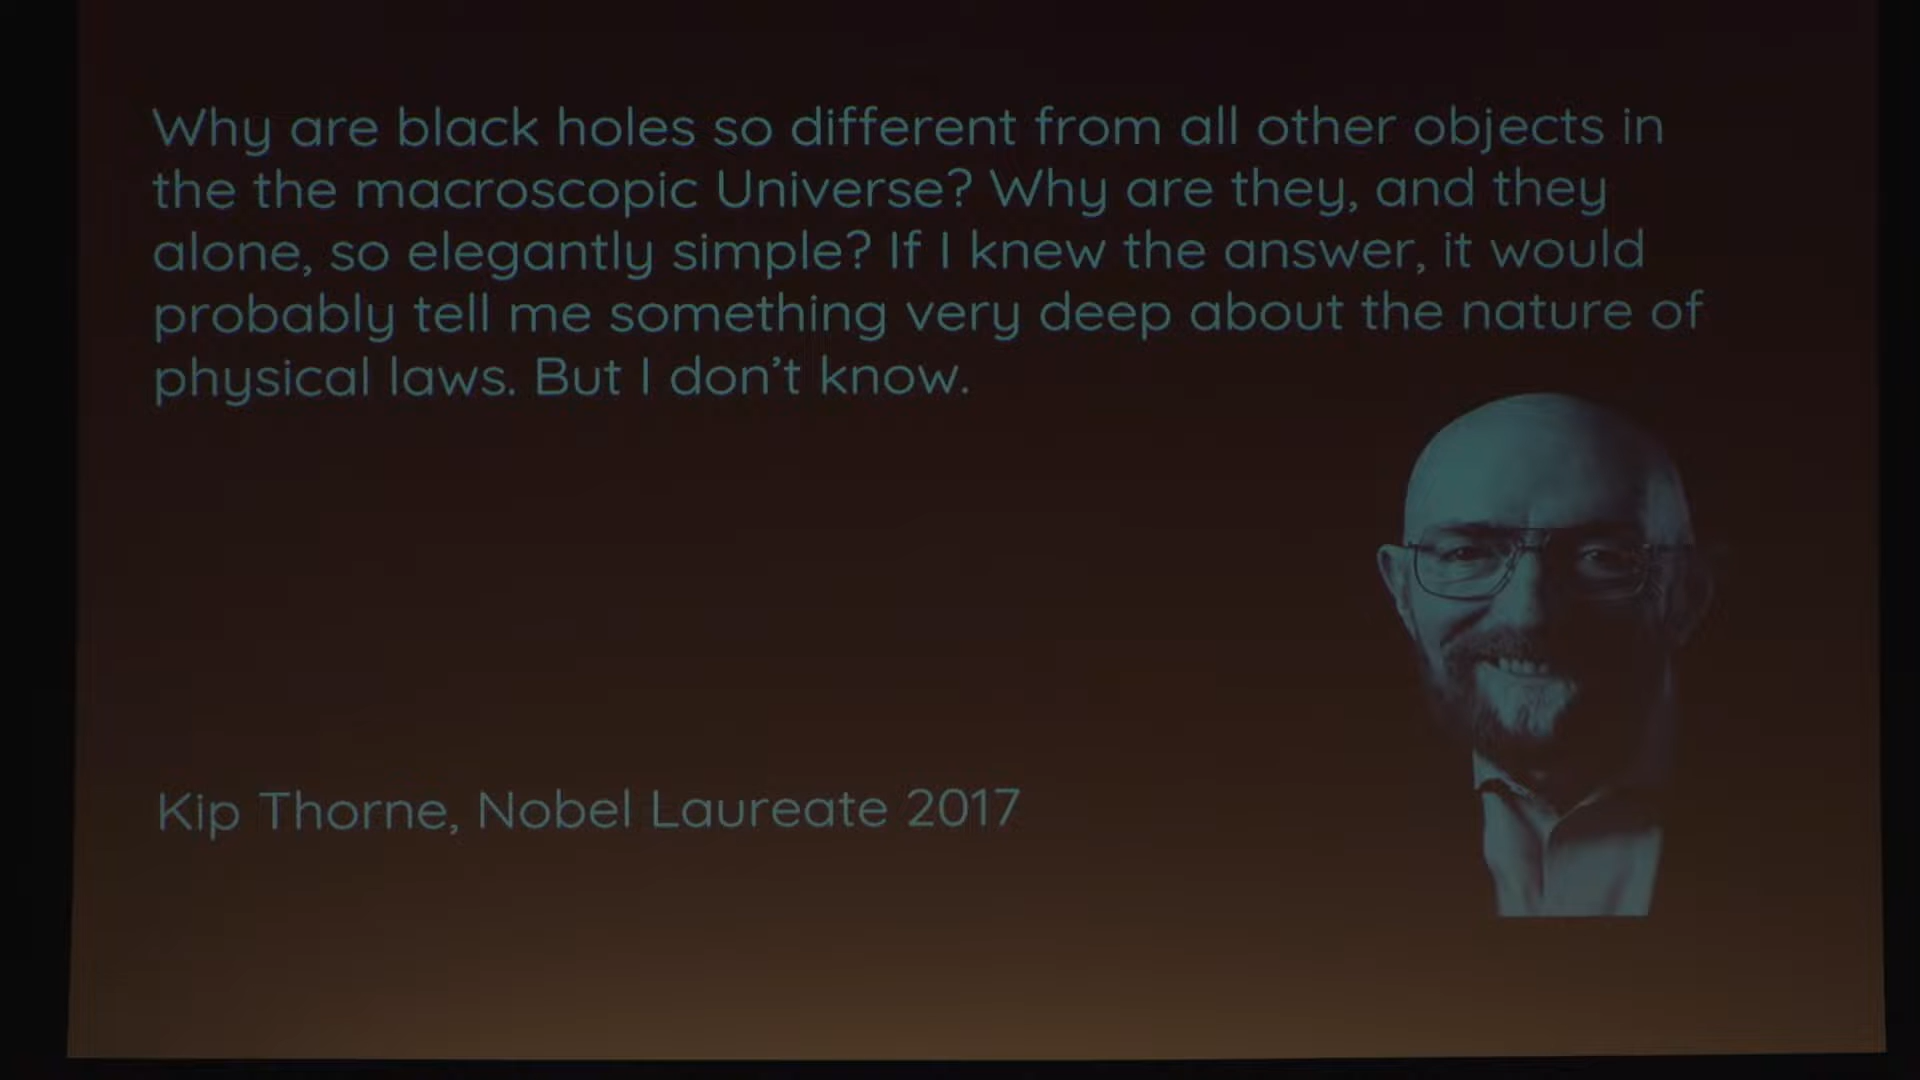 Why are black holes so different from all other objects in
the the macroscopic Universe? Why are they, and they
alone, so elegantly simple? If I knew the answer, it would
probably tell me something very deep about the nature of
physical laws. But I don’t know.
Kip Thorne, Nobel Laureate 2017